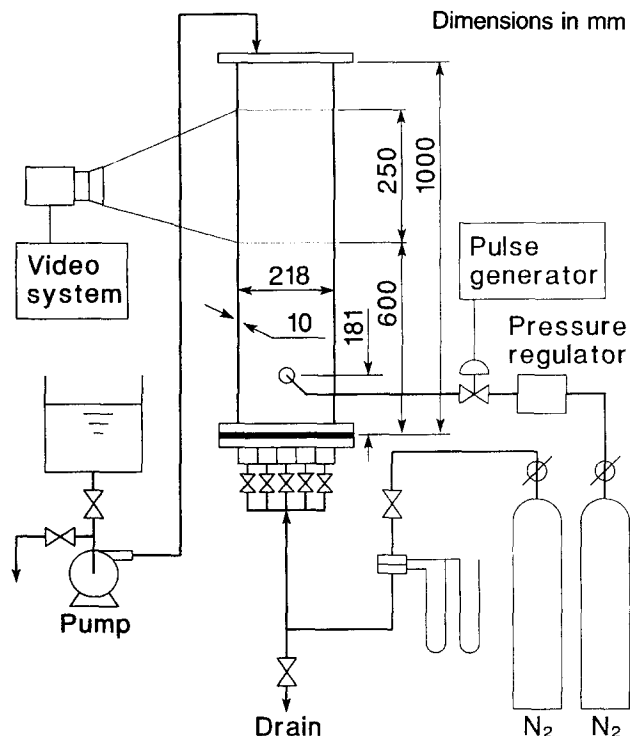 Dimensions in mm
250
1000
Video
system
218
10
600
181
Pulse
generator
Pressure
regulator
Pump
Drain
N₂
N₂